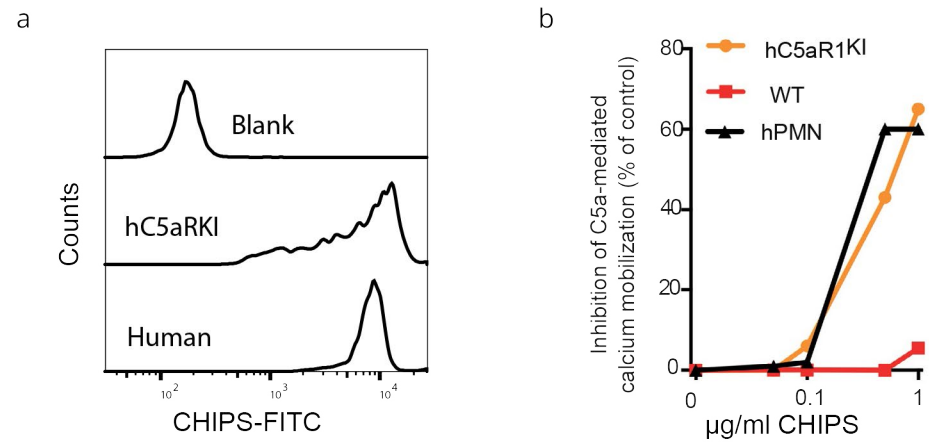 a
Blank
hC5aRKI
Human
Counts
10²
10³
10⁴
CHIPS-FITC
b
hC5aR1ᴷᴵ
WT
hPMN
Inhibition of C5a-mediated
calcium mobilization (% of control)
80
60
40
20
0
0
0.1
1
µg/ml CHIPS